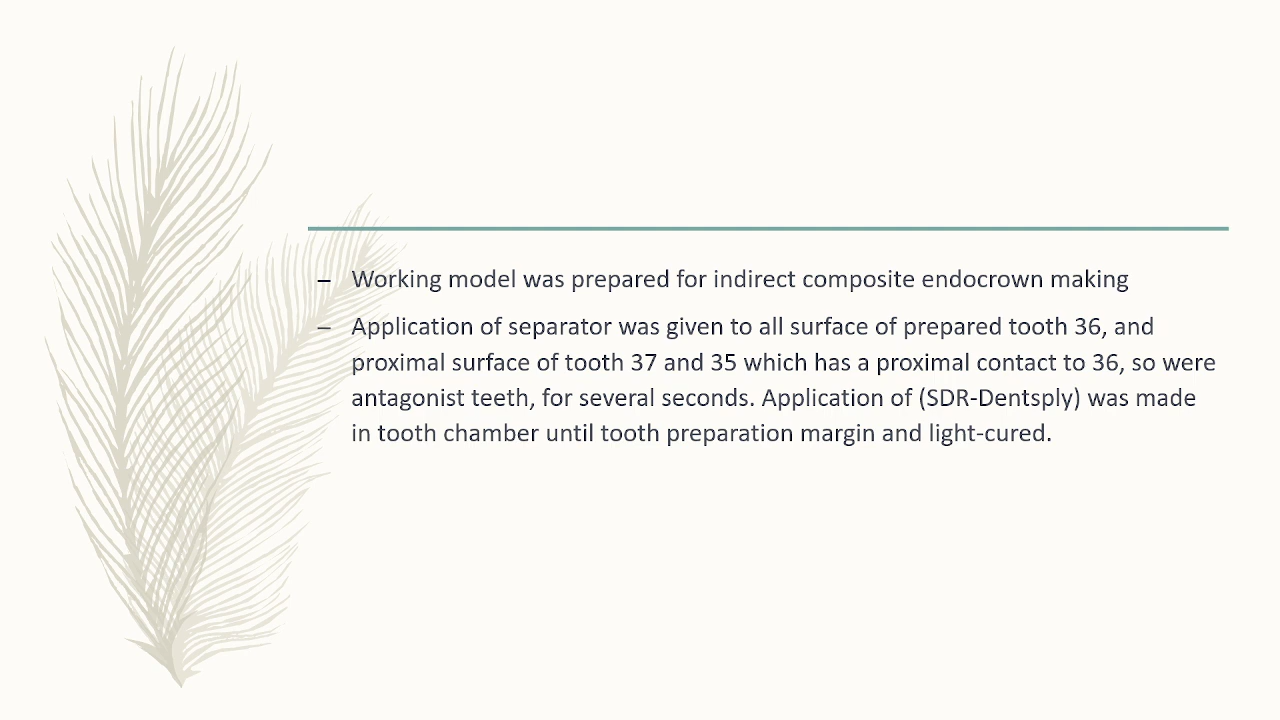 – Working model was prepared for indirect composite endocrown making
– Application of separator was given to all surface of prepared tooth 36, and
proximal surface of tooth 37 and 35 which has a proximal contact to 36, so were
antagonist teeth, for several seconds. Application of (SDR-Dentsply) was made
in tooth chamber until tooth preparation margin and light-cured.